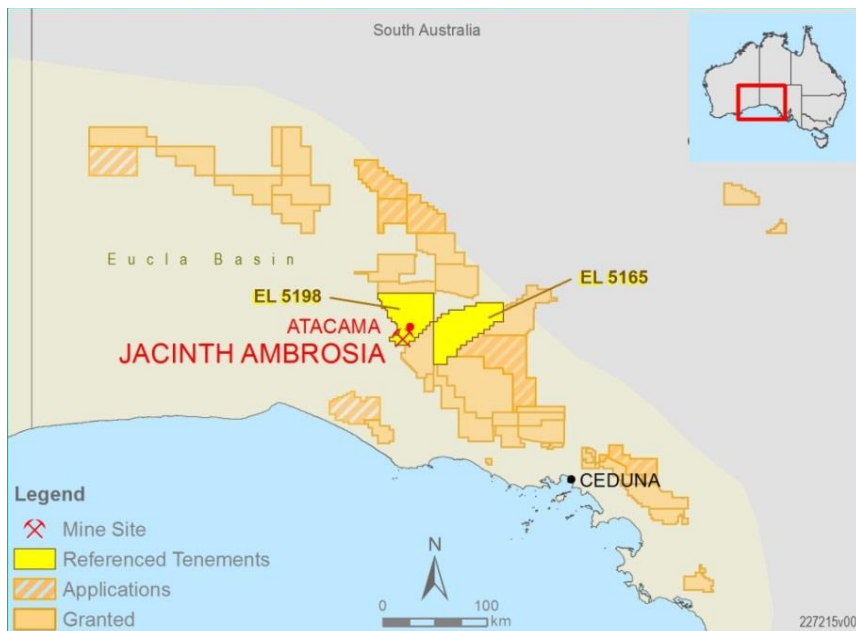 South Australia
Eucla Basin
EL 5165
EL 5198
ATACAMA
JACINTH AMBROSIA
CEDUNA
Legend
Mine Site
Referenced Tenements
Applications
Granted
N
0 100
km
227215v00